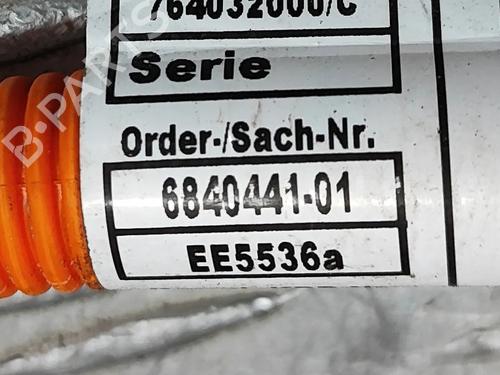 764032000/C
Serie
Order-/Sach-Nr.
6840441-01
EE5536a
B-PARTS